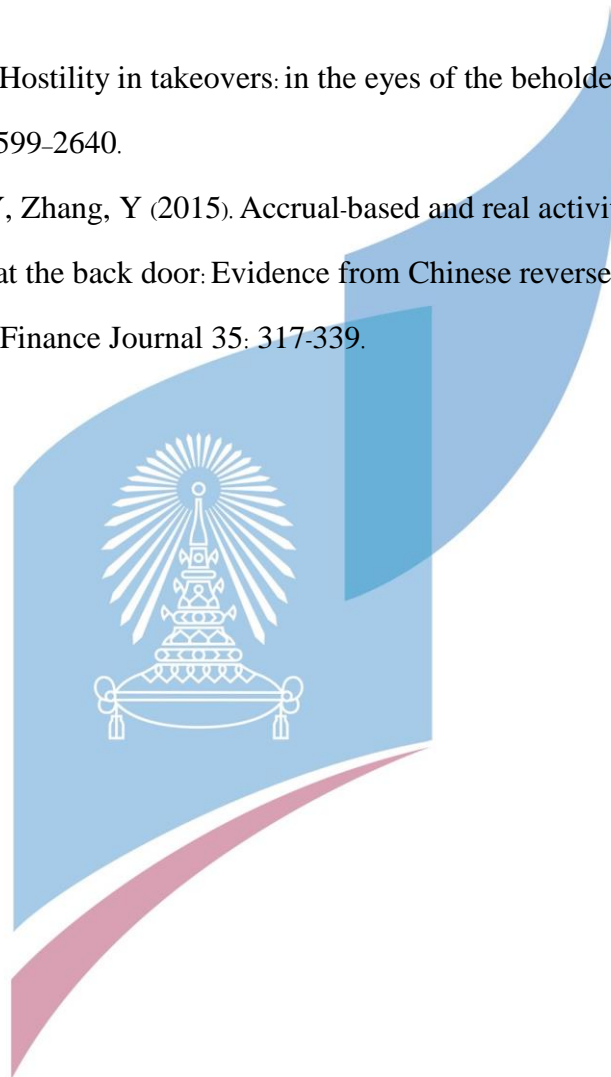 Hostility in takeovers: in the eyes of the beholde
599–2640.
Y, Zhang, Y (2015). Accrual-based and real activit
at the back door: Evidence from Chinese reverse
Finance Journal 35: 317-339.